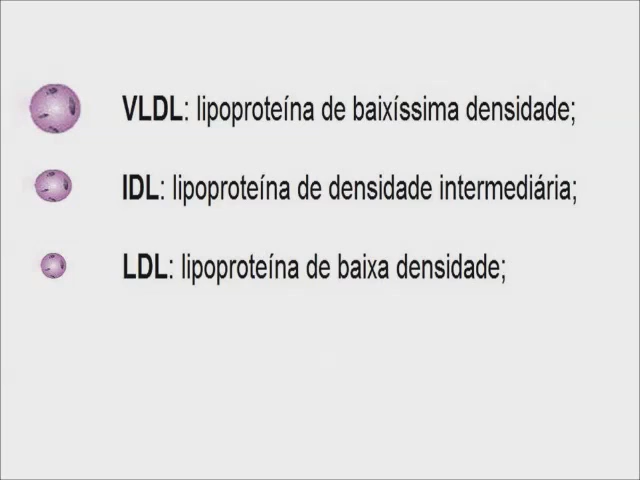 VLDL: lipoproteína de baixíssima densidade;
IDL: lipoproteína de densidade intermediária;
LDL: lipoproteína de baixa densidade;